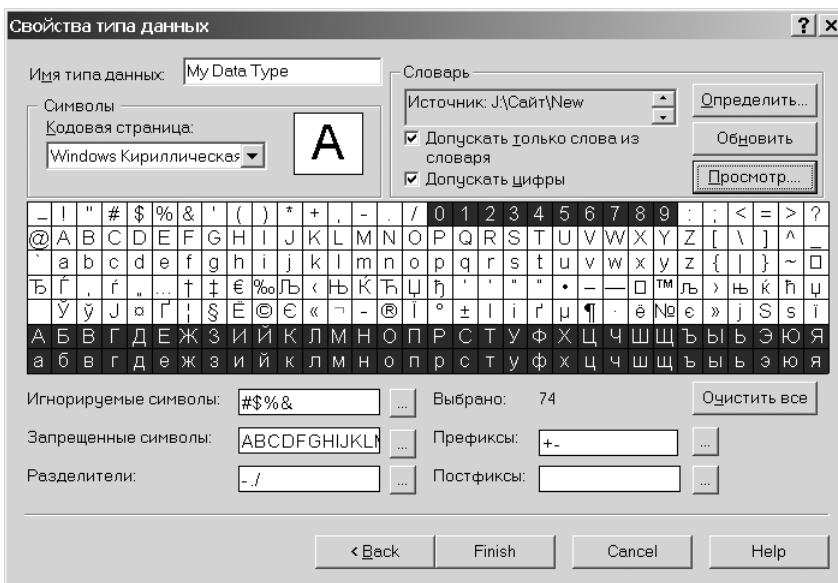 Свойства типа данных
Имя типа данных: My Data Type
Символы
Кодовая страница:
Windows Кириллическая
A
Словарь
Источник: J:\Сайт\New
Допускать только слова из словаря
Допускать цифры
Определить...
Обновить
Просмотр....
_ ! " # $ % & ' ( ) * + , - . / 0 1 2 3 4 5 6 7 8 9 : ; < = > ?
@ A B C D E F G H I J K L M N O P Q R S T U V W X Y Z [ \ ] ^ _
` a b c d e f g h i j k l m n o p q r s t u v w x y z { | } ~ □
Ђ Ѓ ‚ ѓ „ … † ‡ € ‰ Љ ‹ Њ Ќ Ћ Џ ђ ‘ ’ “ ” • – — □ ™ љ › њ ќ ћ џ
Ў ў J ¤ Ґ ¦ § Ё © Є « ¬ - ® Ї ° ± І і ґ µ ¶ · ё № є » j S s ї
А Б В Г Д Е Ж З И Й К Л М Н О П Р С Т У Ф Х Ц Ч Ш Щ Ъ Ы Ь Э Ю Я
а б в г д е ж з и й к л м н о п р с т у ф х ц ч ш щ ъ ы ь э ю я
Игнорируемые символы: #$%& ...
Выбрано: 74
Очистить все
Запрещенные символы: ABCDFGHIJKLM ...
Префиксы: +- ...
Разделители: - ./ ...
Постфиксы: ...
< Back
Finish
Cancel
Help